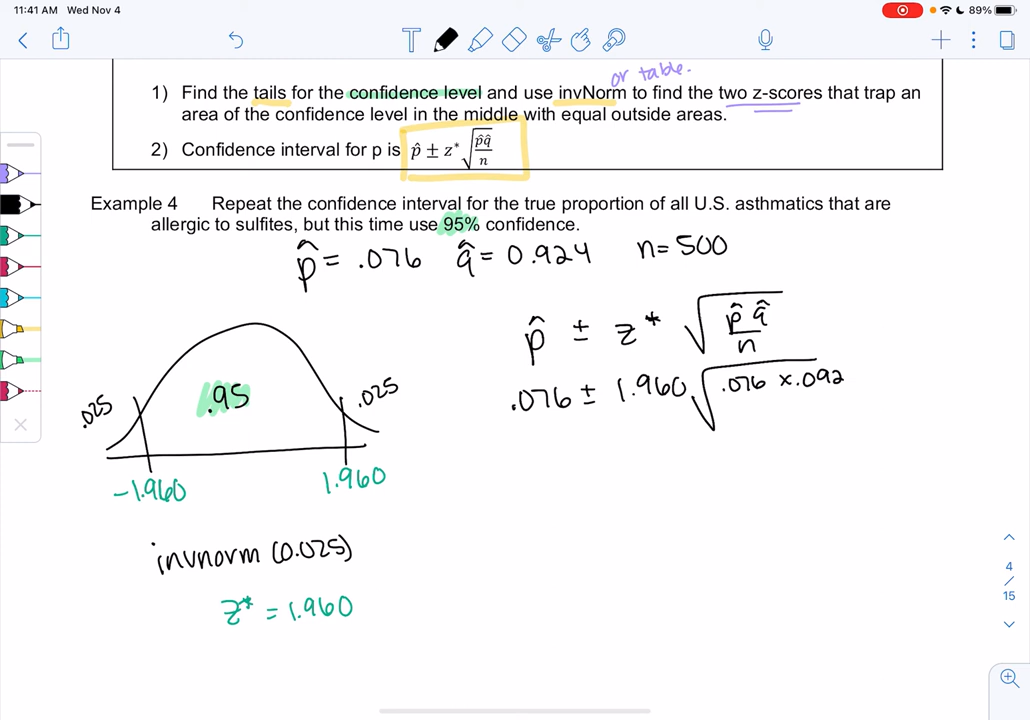 11:41 AM Wed Nov 4
89%
or table.
1) Find the tails for the confidence level and use invNorm to find the two z-scores that trap an
area of the confidence level in the middle with equal outside areas.
2) Confidence interval for p is p̂ ± z* √(p̂q̂/n)
Example 4 Repeat the confidence interval for the true proportion of all U.S. asthmatics that are
allergic to sulfites, but this time use 95% confidence.
p̂ = .076 q̂ = 0.924 n = 500
p̂ ± z* √(p̂ q̂/n)
.076 ± 1.960 √.076 x .092
.025 .95 .025
-1.960 1.960
invnorm (0.025)
z* = 1.960
4
/
15